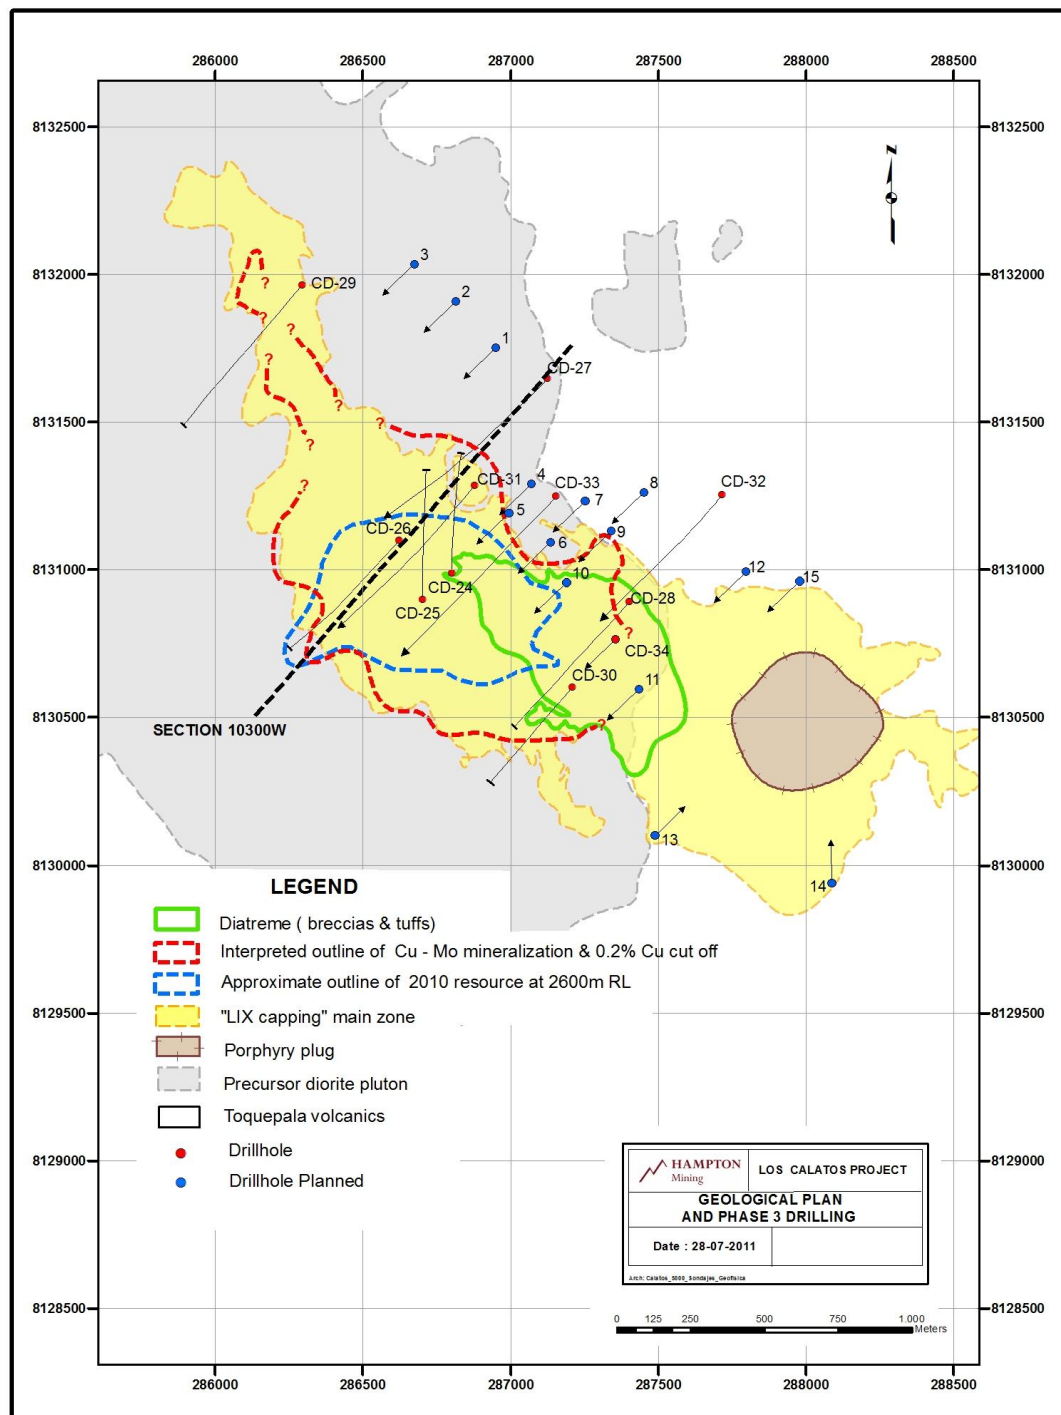 286000 286500 287000 287500 288000 288500
8132500 8132500
N
3
8132000 8132000
CD-29
2
?
?
?
1
?
CD-27
?
8131500 ? ? 8131500
?
CD-31
4
CD-33
8
CD-32
?
7
5
9
CD-26
6
8131000 8131000
10
12
15
CD-24
CD-28
CD-25
?
CD-34
CD-30
11
8130500 8130500
?
SECTION 10300W
13
8130000 8130000
14
LEGEND
Diatreme ( breccias & tuffs)
Interpreted outline of Cu - Mo mineralization & 0.2% Cu cut off
Approximate outline of 2010 resource at 2600m RL
8129500 8129500
"LIX capping" main zone
Porphyry plug
Precursor diorite pluton
Toquepala volcanics
Drillhole
Drillhole Planned
8129000 8129000
HAMPTON
Mining
LOS CALATOS PROJECT
GEOLOGICAL PLAN
AND PHASE 3 DRILLING
Date : 28-07-2011
Arch: Calatos_5000_Sondajes_Geofisica
8128500 8128500
0 125 250 500 750 1.000
Meters
286000 286500 287000 287500 288000 288500